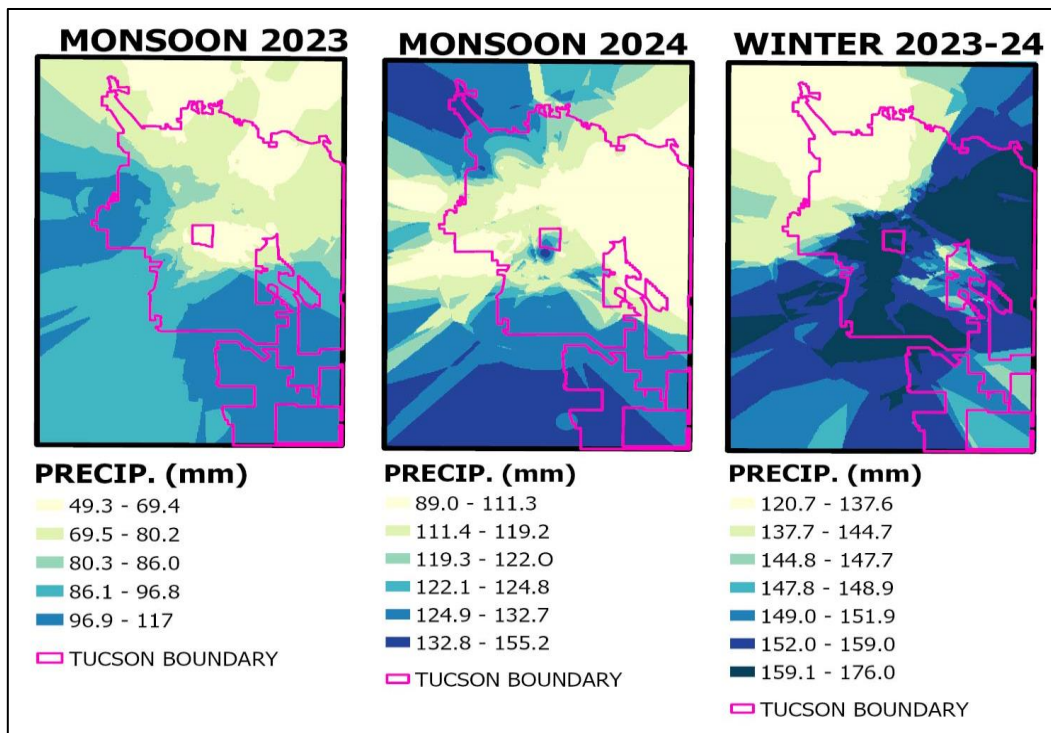 MONSOON 2023
PRECIP. (mm)
49.3 - 69.4
69.5 - 80.2
80.3 - 86.0
86.1 - 96.8
96.9 - 117
TUCSON BOUNDARY
MONSOON 2024
PRECIP. (mm)
89.0 - 111.3
111.4 - 119.2
119.3 - 122.O
122.1 - 124.8
124.9 - 132.7
132.8 - 155.2
TUCSON BOUNDARY
WINTER 2023-24
PRECIP. (mm)
120.7 - 137.6
137.7 - 144.7
144.8 - 147.7
147.8 - 148.9
149.0 - 151.9
152.0 - 159.0
159.1 - 176.0
TUCSON BOUNDARY